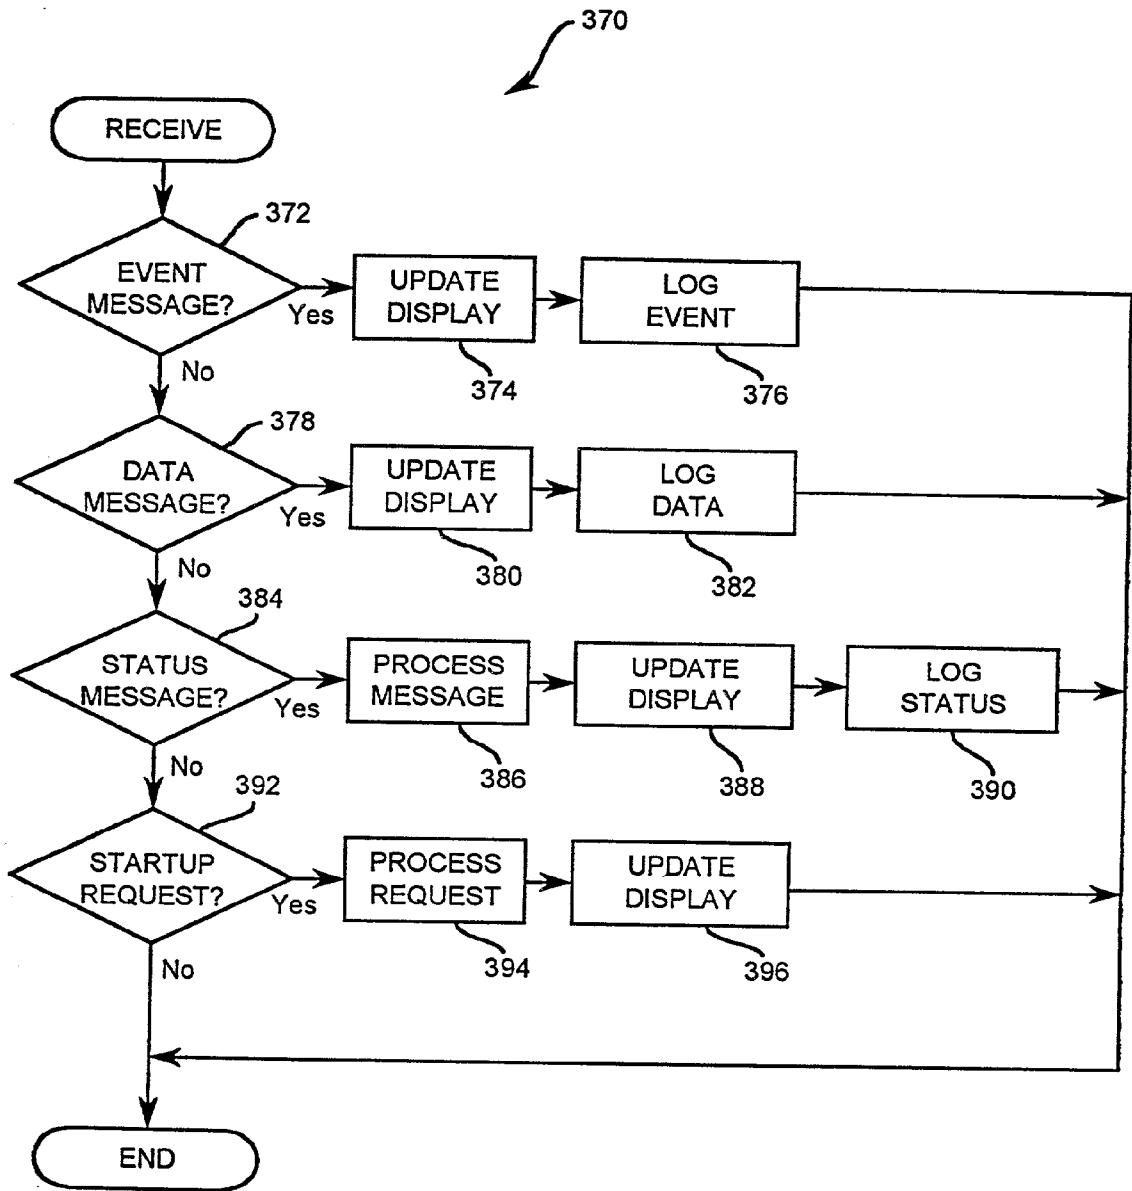 370
RECEIVE
372
EVENT
MESSAGE?
Yes
UPDATE
DISPLAY
374
LOG
EVENT
376
No
378
DATA
MESSAGE?
Yes
UPDATE
DISPLAY
380
LOG
DATA
382
No
384
STATUS
MESSAGE?
Yes
PROCESS
MESSAGE
386
UPDATE
DISPLAY
388
LOG
STATUS
390
No
392
STARTUP
REQUEST?
Yes
PROCESS
REQUEST
394
UPDATE
DISPLAY
396
No
END